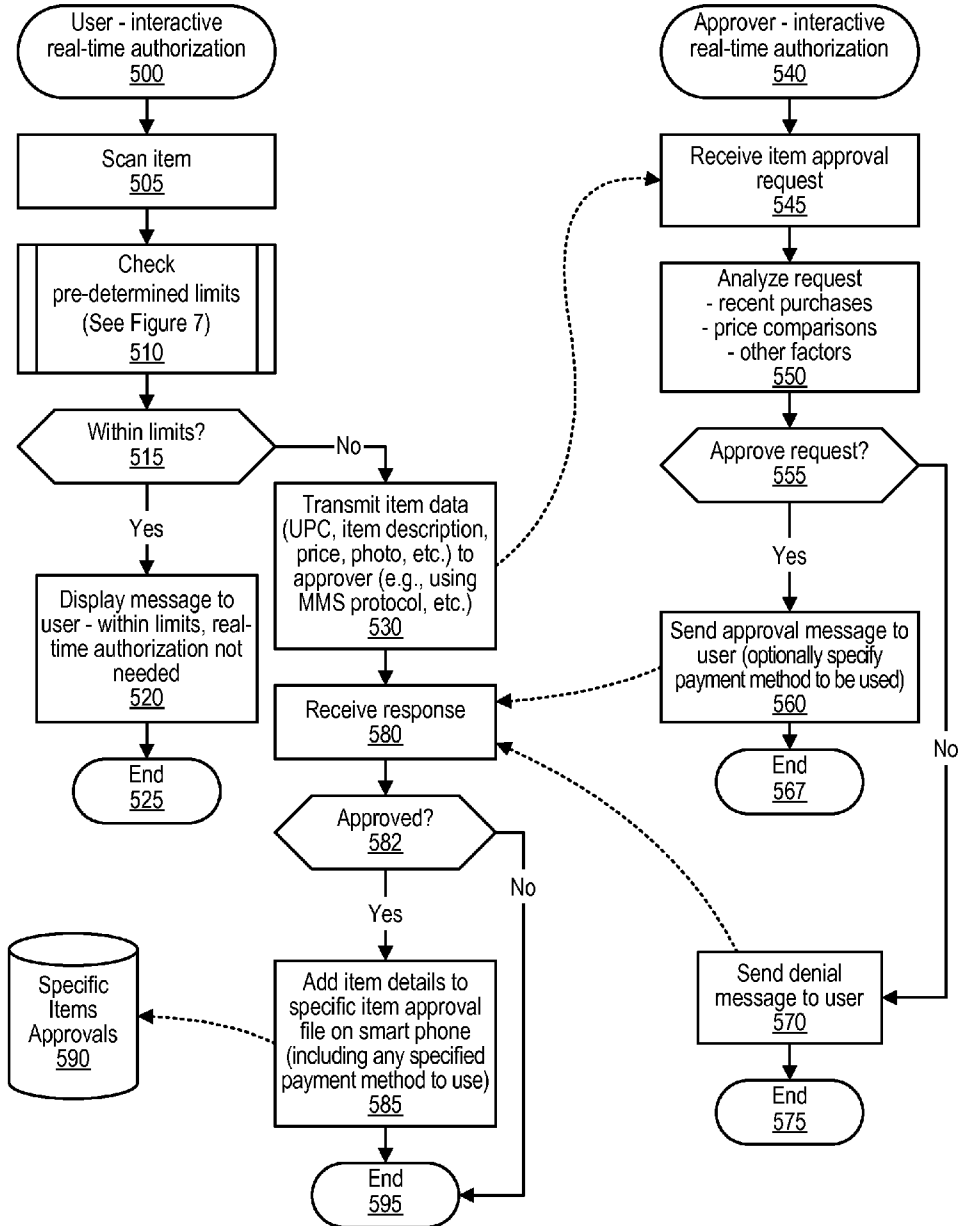 User - interactive
real-time authorization
500
Scan item
505
Check
pre-determined limits
(See Figure 7)
510
Within limits?
515
No
Yes
Display message to
user - within limits, real-
time authorization not
needed
520
End
525
Transmit item data
(UPC, item description,
price, photo, etc.) to
approver (e.g., using
MMS protocol, etc.)
530
Receive response
580
Approved?
582
No
Yes
Add item details to
specific item approval
file on smart phone
(including any specified
payment method to use)
585
Specific
Items
Approvals
590
End
595
Approver - interactive
real-time authorization
540
Receive item approval
request
545
Analyze request
- recent purchases
- price comparisons
- other factors
550
Approve request?
555
Yes
No
Send approval message to
user (optionally specify
payment method to be used)
560
End
567
Send denial
message to user
570
End
575